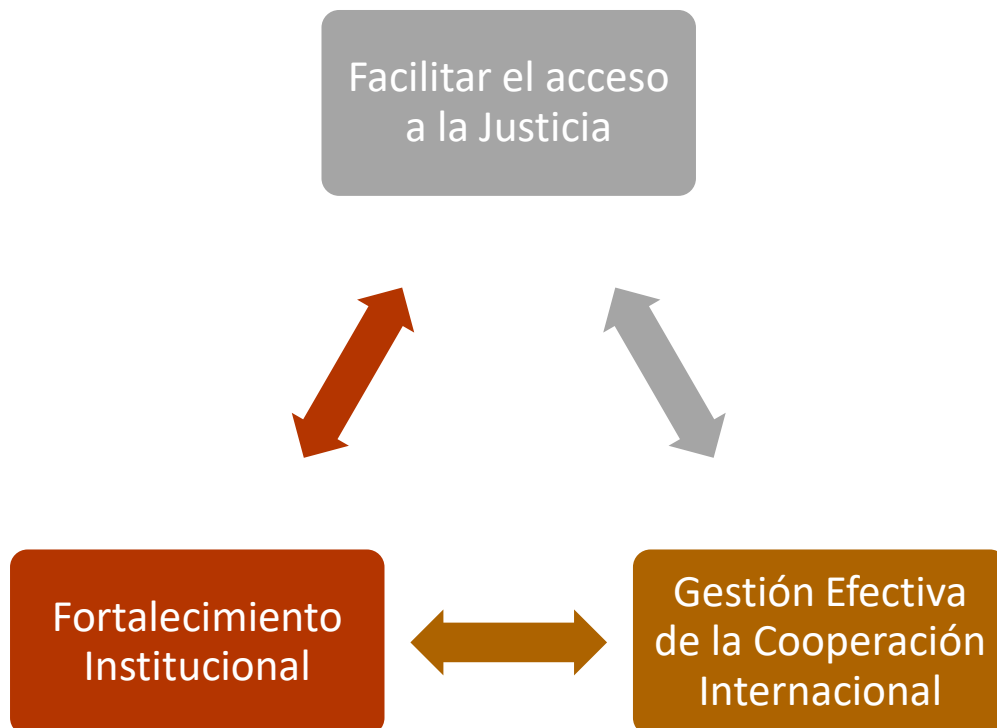 Facilitar el acceso
a la Justicia
Fortalecimiento
Institucional
Gestión Efectiva
de la Cooperación
Internacional